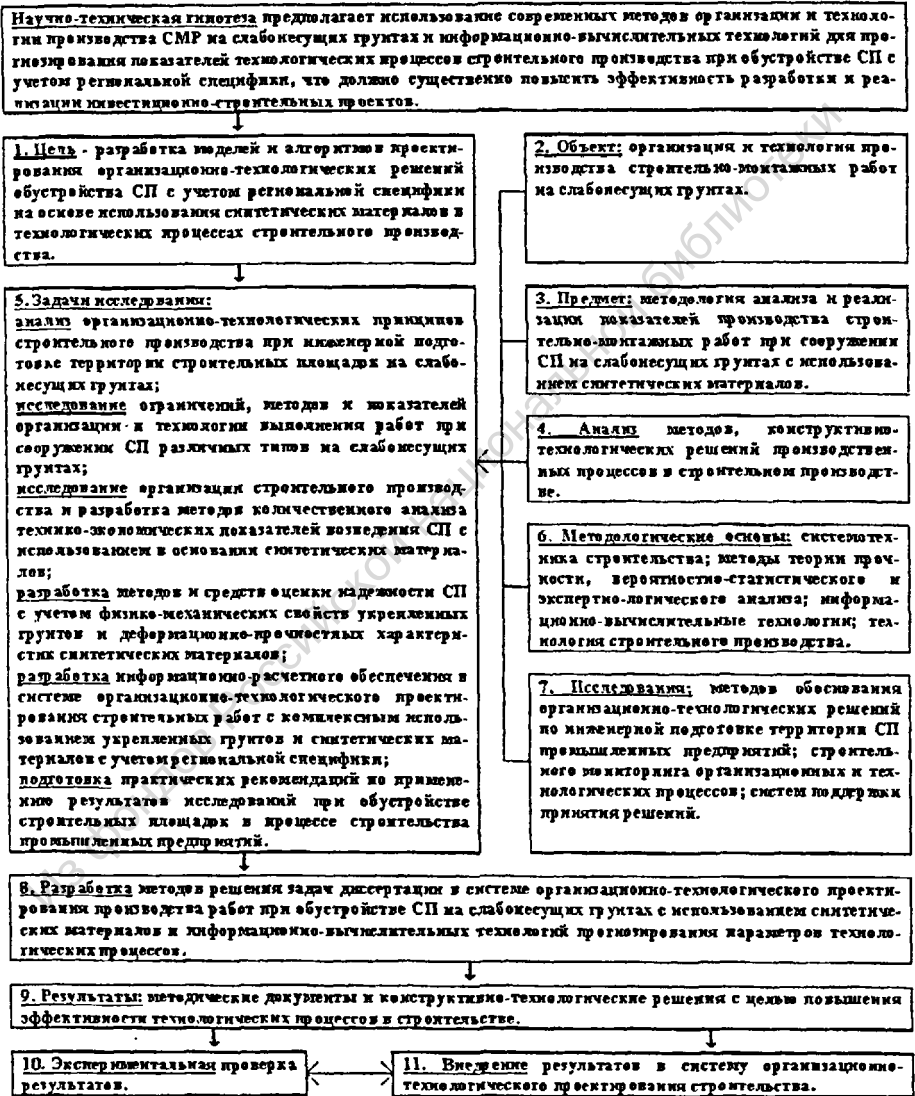 Научно-техническая гипотеза предполагает использование современных методов организации и техноло-
гии производства СМР на слабонесущих грунтах и информационно-вычислительных технологий для про-
гнозирования показателей технологических процессов строительного производства при обустройстве СП с
учетом региональной специфики, что должно существенно повысить эффективность разработки и реа-
лизации инвестиционно-строительных проектов.
1. Цель - разработка моделей и алгоритмов проекти-
рования организационно-технологических решений
обустройства СП с учетом региональной специфики
на основе использования синтетических материалов в
технологических процессах строительного производ-
ства.
2. Объект: организация и технология про-
изводства строительно-монтажных работ
на слабонесущих грунтах.
5. Задачи исследования:
анализ организационно-технологических принципов
строительного производства при инженерной подго-
товке территории строительных площадок на слабо-
несущих грунтах;
исследование ограничений, методов и показателей
организации и технологии выполнения работ при
сооружении СП различных типов на слабонесущих
грунтах;
исследование организации строительного производ-
ства и разработка методов количественного анализа
технико-экономических показателей возведения СП с
использованием в основании синтетических материа-
лов;
разработка методов и средств оценки надежности СП
с учетом физико-механических свойств укрепленных
грунтов и деформационно-прочностных характери-
стик синтетических материалов;
разработка информационно-расчетного обеспечения в
системе организационно-технологического проекти-
рования строительных работ с комплексным исполь-
зованием укрепленных грунтов и синтетических ма-
териалов с учетом региональной специфики;
подготовка практических рекомендаций по примене-
нию результатов исследований при обустройстве
строительных площадок в процессе строительства
промышленных предприятий.
3. Предмет: методология анализа и реали-
зации показателей производства строи-
тельно-монтажных работ при сооружении
СП на слабонесущих грунтах с использова-
нием синтетических материалов.
4. Анализ методов, конструктивно-
технологических решений производствен-
ных процессов в строительном производст-
ве.
6. Методологические основы: системотех-
ника строительства; методы теории проч-
ности, вероятностно-статистического и
экспертно-логического анализа; информа-
ционно-вычислительные технологии; тех-
нология строительного производства.
7. Исследования: методов обоснования
организационно-технологических решений
по инженерной подготовке территории СП
промышленных предприятий; строитель-
ного мониторинга организационных и тех-
нологических процессов; систем поддержки
принятия решений.
8. Разработка методов решения задач диссертации в системе организационно-технологического проекти-
рования производства работ при обустройстве СП на слабонесущих грунтах с использованием синтетиче-
ских материалов и информационно-вычислительных технологий прогнозирования параметров техноло-
гических процессов.
9. Результаты: методические документы и конструктивно-технологические решения с целью повышения
эффективности технологических процессов в строительстве.
10. Экспериментальная проверка
результатов.
11. Внедрение результатов в систему организационно-
технологического проектирования строительства.
Из фондов Российской национальной библиотеки